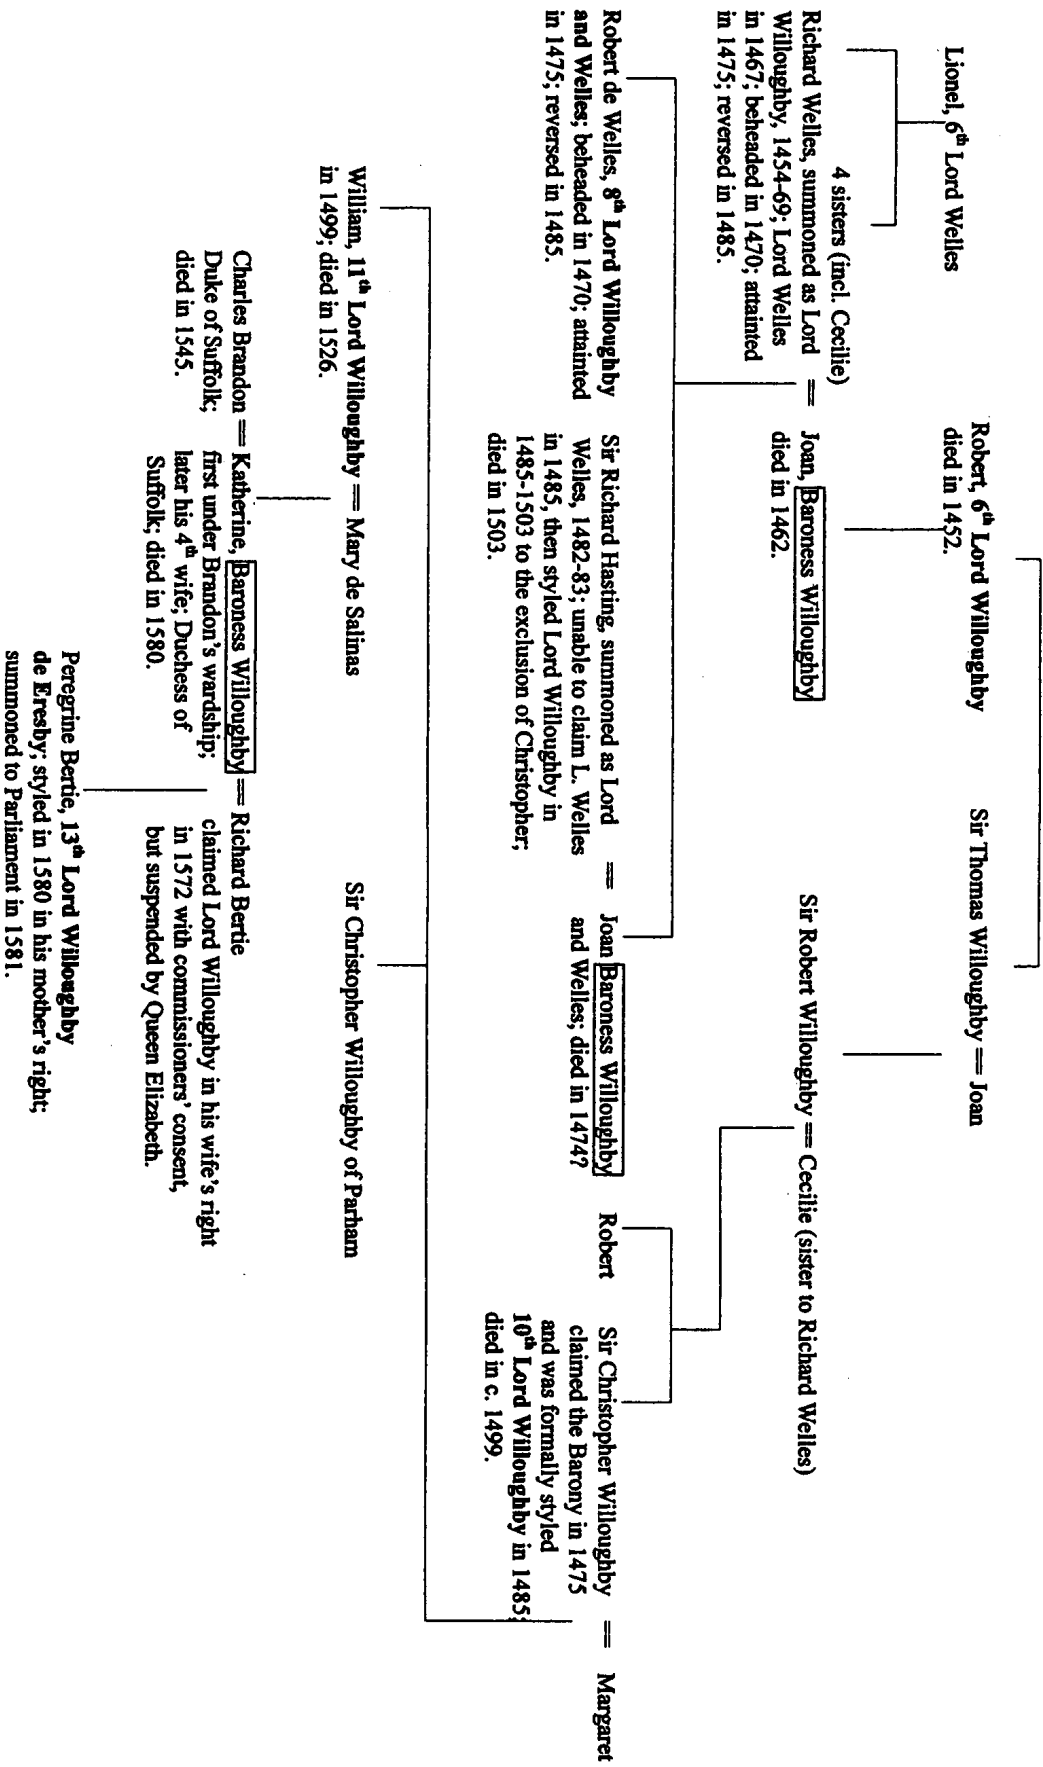 Lionel, 6th Lord Welles
Robert, 6th Lord Willoughby
died in 1452.
Sir Thomas Willoughby == Joan
4 sisters (incl. Cecilie)
Richard Welles, summoned as Lord
Willoughby, 1454-69; Lord Welles
in 1467; beheaded in 1470; attainted
in 1475; reversed in 1485.
==
Joan, Baroness Willoughby
died in 1462.
Sir Robert Willoughby == Cecilie (sister to Richard Welles)
Robert de Welles, 8th Lord Willoughby
and Welles; beheaded in 1470; attainted
in 1475; reversed in 1485.
Sir Richard Hasting, summoned as Lord
Welles, 1482-83; unable to claim L. Welles
in 1485, then styled Lord Willoughby in
1485-1503 to the exclusion of Christopher;
died in 1503.
==
Joan Baroness Willoughby
and Welles; died in 1474?
Robert
Sir Christopher Willoughby
claimed the Barony in 1475
and was formally styled
10th Lord Willoughby in 1485;
died in c. 1499.
==
Margaret
William, 11th Lord Willoughby == Mary de Salinas
in 1499; died in 1526.
Sir Christopher Willoughby of Parham
Charles Brandon ==
Duke of Suffolk;
died in 1545.
Katherine, Baroness Willoughby ==
first under Brandon's wardship;
later his 4th wife; Duchess of
Suffolk; died in 1580.
Richard Bertie
claimed Lord Willoughby in his wife's right
in 1572 with commissioners' consent,
but suspended by Queen Elizabeth.
Peregrine Bertie, 13th Lord Willoughby
de Eresby; styled in 1580 in his mother's right;
summoned to Parliament in 1581.